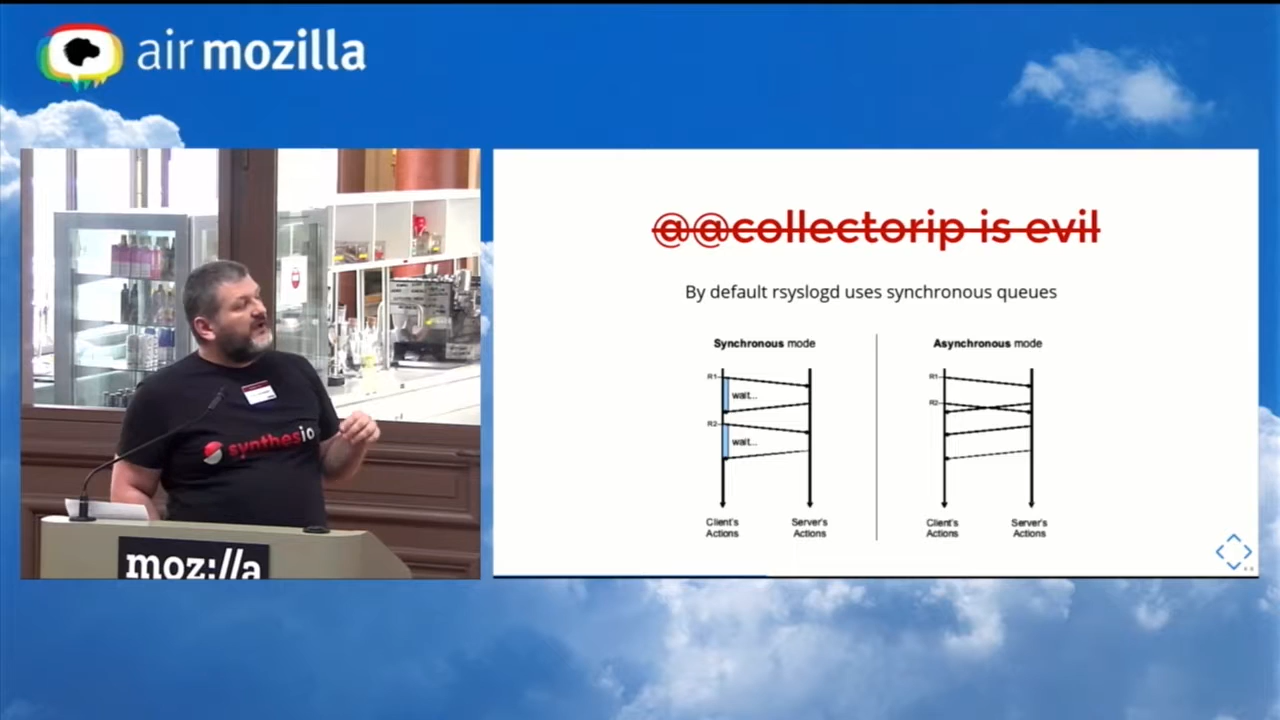 air mozilla
synthesio
moz://a
@@collectorip is evil
By default rsyslogd uses synchronous queues
Synchronous mode
Asynchronous mode
R1
wait...
R2
wait...
R1
R2
Client's
Actions
Server's
Actions
Client's
Actions
Server's
Actions